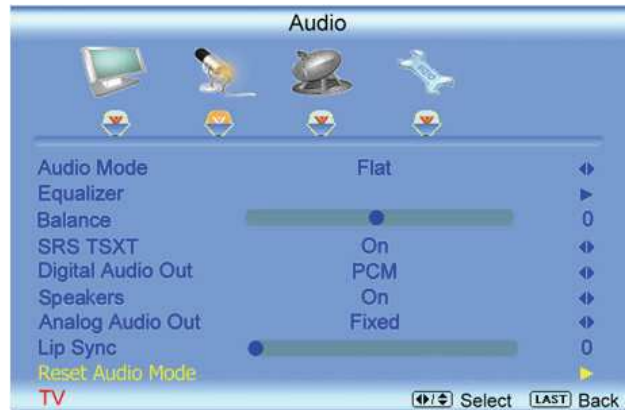 Audio
Audio Mode Flat
Equalizer
Balance 0
SRS TSXT On
Digital Audio Out PCM
Speakers On
Analog Audio Out Fixed
Lip Sync 0
Reset Audio Mode
TV Select LAST Back